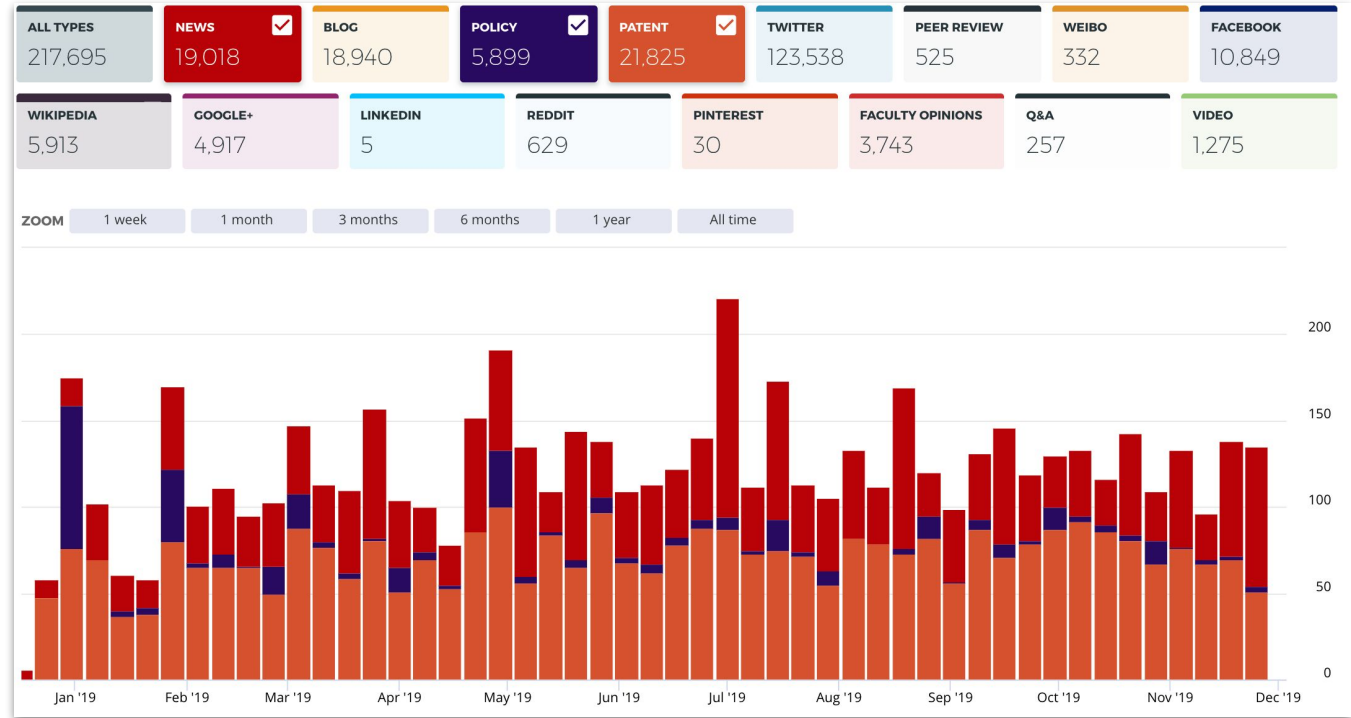 ALL TYPES NEWS BLOG POLICY PATENT TWITTER PEER REVIEW WEIBO FACEBOOK
217,695 19,018 18,940 5,899 21,825 123,538 525 332 10,849
WIKIPEDIA GOOGLE+ LINKEDIN REDDIT PINTEREST FACULTY OPINIONS Q&A VIDEO
5,913 4,917 5 629 30 3,743 257 1,275
ZOOM 1 week 1 month 3 months 6 months 1 year All time
200
150
100
50
0
Jan '19 Feb '19 Mar '19 Apr '19 May '19 Jun '19 Jul '19 Aug '19 Sep '19 Oct '19 Nov '19 Dec '19